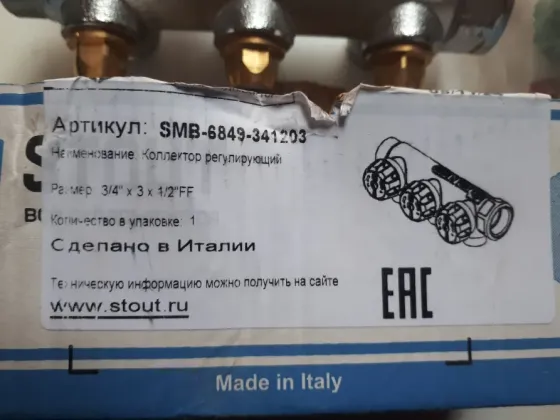 Артикул: SMB-6849-341203
Наименование: Коллектор регулирующий
Размер: 3/4" x 3 x 1/2"FF
Количество в упаковке: 1
Сделано в Италии
Техническую информацию можно получить на сайте
www.stout.ru
EAC
Made in Italy